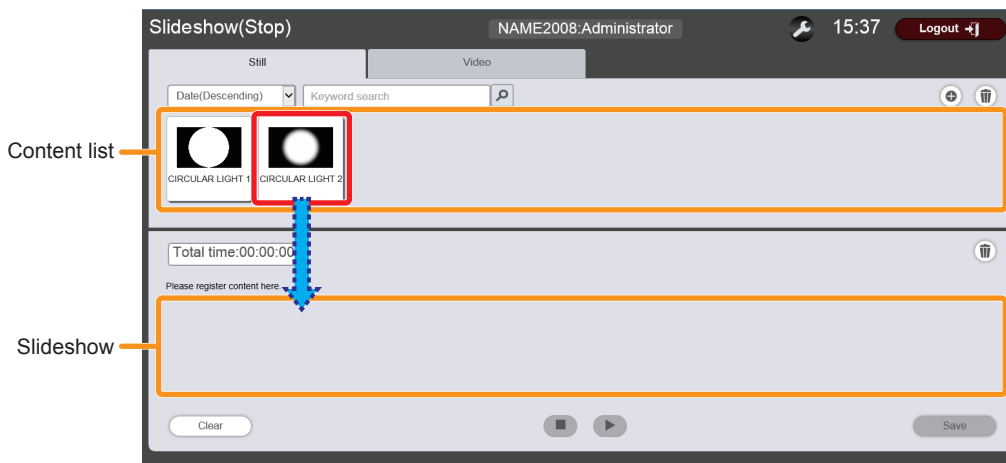 Slideshow(Stop) NAME2008:Administrator 15:37 Logout
Still Video
Date(Descending) Keyword search
Content list
CIRCULAR LIGHT 1 CIRCULAR LIGHT 2
Total time:00:00:00
Please register content here.
Slideshow
Clear Save